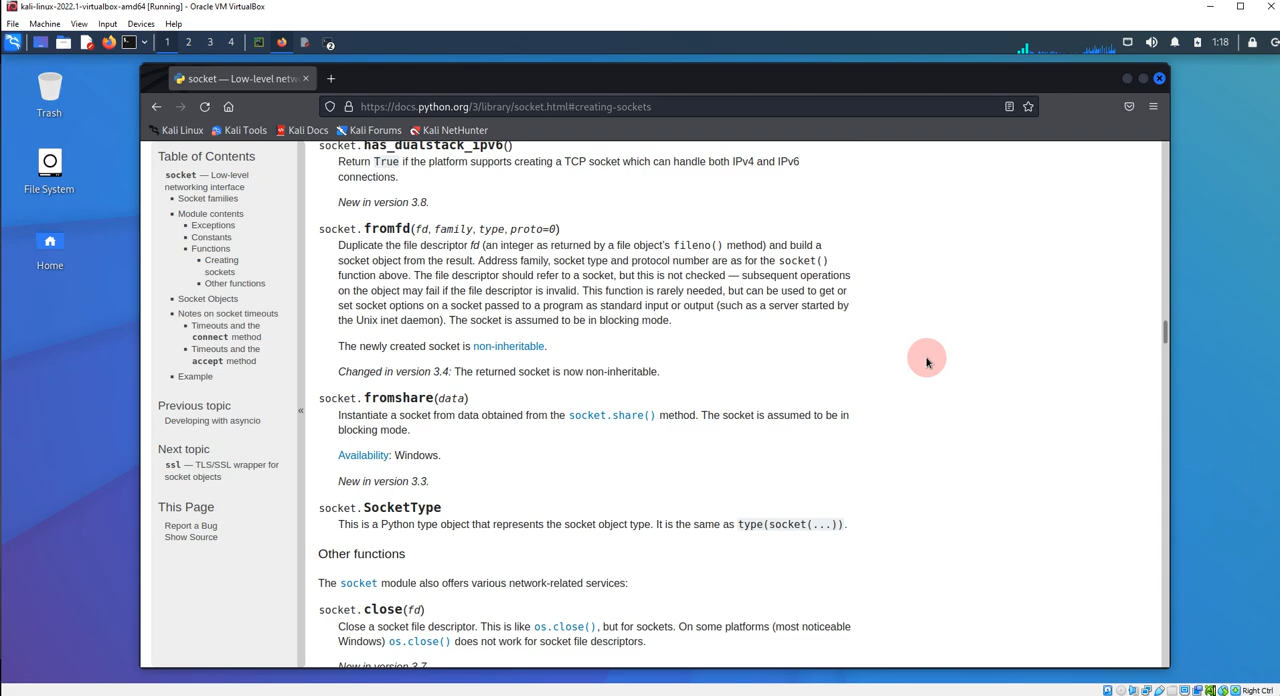 kali-linux-2022.1-virtualbox-amd64 [Running] - Oracle VM VirtualBox
File Machine View Input Devices Help
1 2 3 4
2
1:18
Trash
File System
Home
socket — Low-level netw
https://docs.python.org/3/library/socket.html#creating-sockets
Kali Linux Kali Tools Kali Docs Kali Forums Kali NetHunter
Table of Contents
socket — Low-level
networking interface
Socket families
Module contents
Exceptions
Constants
Functions
Creating
sockets
Other functions
Socket Objects
Notes on socket timeouts
Timeouts and the
connect method
Timeouts and the
accept method
Example
Previous topic
Developing with asyncio
Next topic
ssl — TLS/SSL wrapper for
socket objects
This Page
Report a Bug
Show Source
«
socket.has_dualstack_ipv6()
Return True if the platform supports creating a TCP socket which can handle both IPv4 and IPv6
connections.
New in version 3.8.
socket.fromfd(fd, family, type, proto=0)
Duplicate the file descriptor fd (an integer as returned by a file object's fileno() method) and build a
socket object from the result. Address family, socket type and protocol number are as for the socket()
function above. The file descriptor should refer to a socket, but this is not checked — subsequent operations
on the object may fail if the file descriptor is invalid. This function is rarely needed, but can be used to get or
set socket options on a socket passed to a program as standard input or output (such as a server started by
the Unix inet daemon). The socket is assumed to be in blocking mode.
The newly created socket is non-inheritable.
Changed in version 3.4: The returned socket is now non-inheritable.
socket.fromshare(data)
Instantiate a socket from data obtained from the socket.share() method. The socket is assumed to be in
blocking mode.
Availability: Windows.
New in version 3.3.
socket.SocketType
This is a Python type object that represents the socket object type. It is the same as type(socket(...)).
Other functions
The socket module also offers various network-related services:
socket.close(fd)
Close a socket file descriptor. This is like os.close(), but for sockets. On some platforms (most noticeable
Windows) os.close() does not work for socket file descriptors.
New in version 3.7.
Right Ctrl